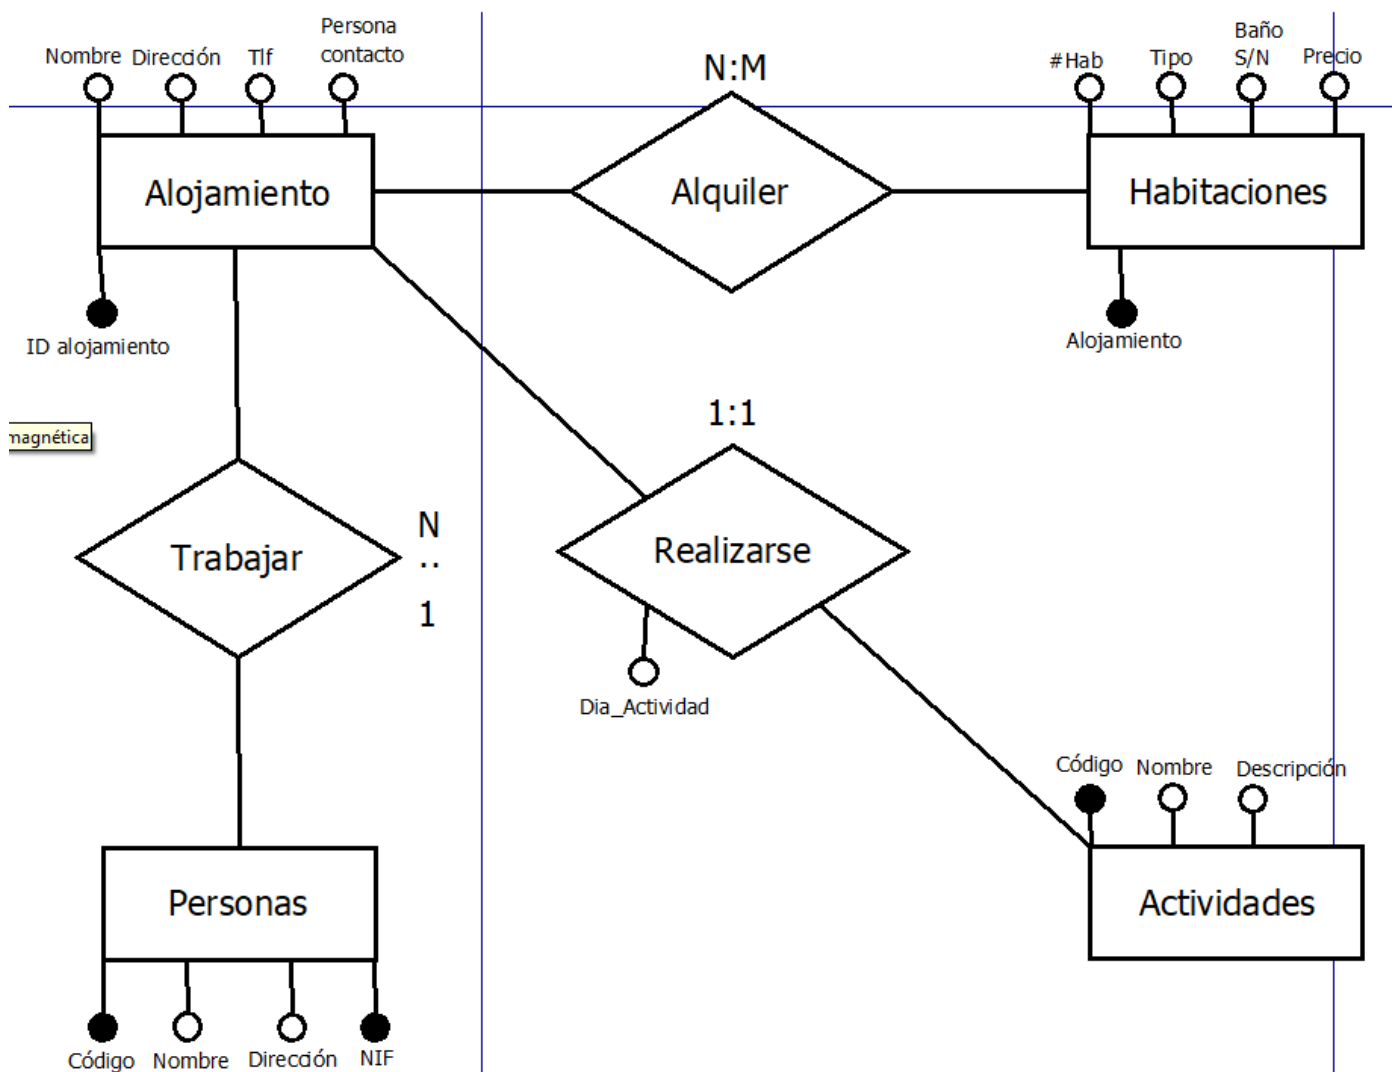 Nombre
Dirección
Tlf
Persona
contacto
N:M
#Hab
Tipo
Baño
S/N
Precio
Alojamiento
Alquiler
Habitaciones
ID alojamiento
Alojamiento
magnética
1:1
Trabajar
N
..
1
Realizarse
Dia_Actividad
Código
Nombre
Descripción
Personas
Actividades
Código
Nombre
Dirección
NIF